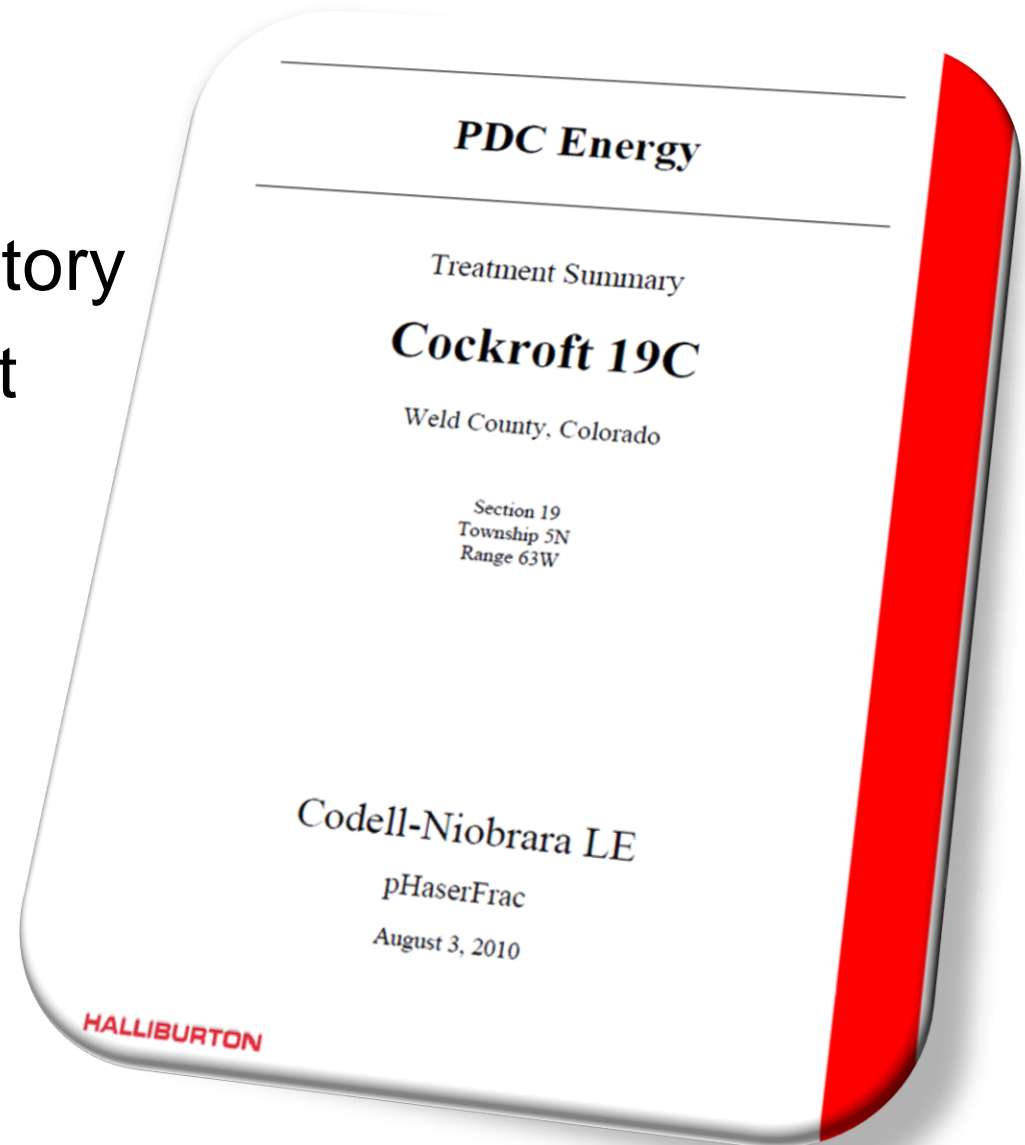 PDC Energy
tory
t
Treatment Summary
Cockroft 19C
Weld County, Colorado
Section 19
Township 5N
Range 63W
Codell-Niobrara LE
pHaserFrac
August 3, 2010
HALLIBURTON